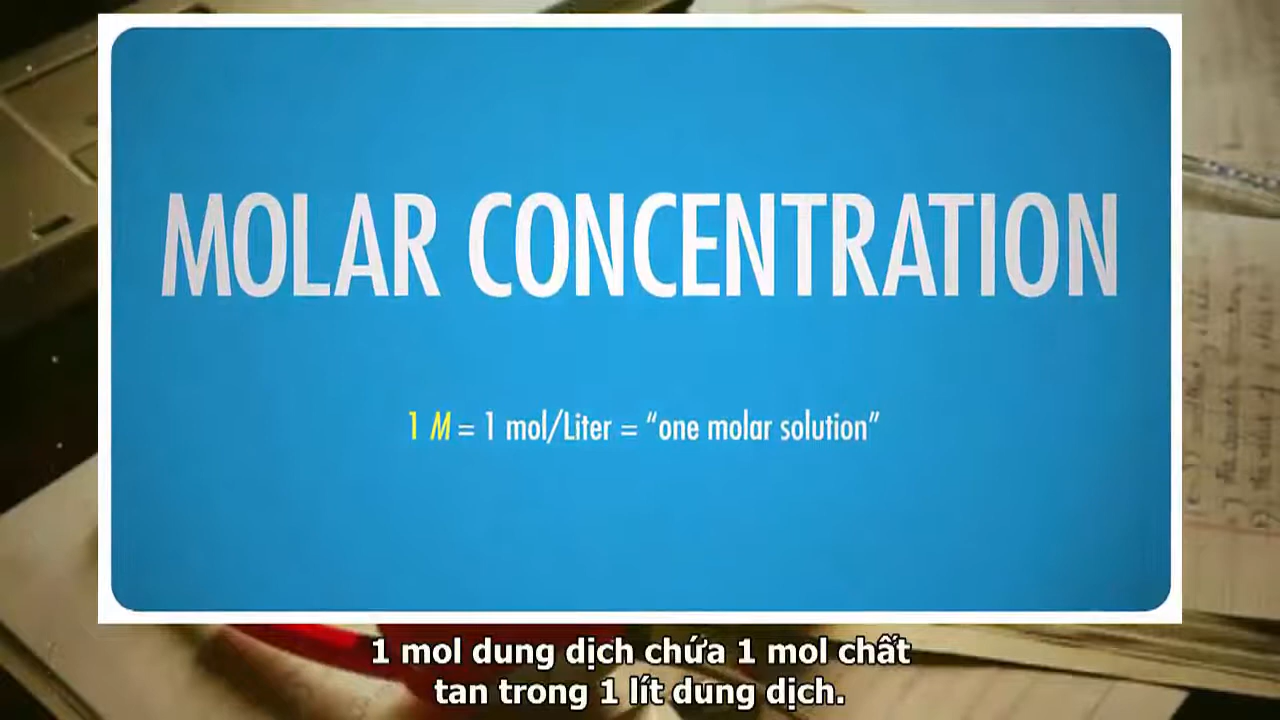 MOLAR CONCENTRATION
1 M = 1 mol/Liter = “one molar solution”
1 mol dung dịch chứa 1 mol chất
tan trong 1 lít dung dịch.